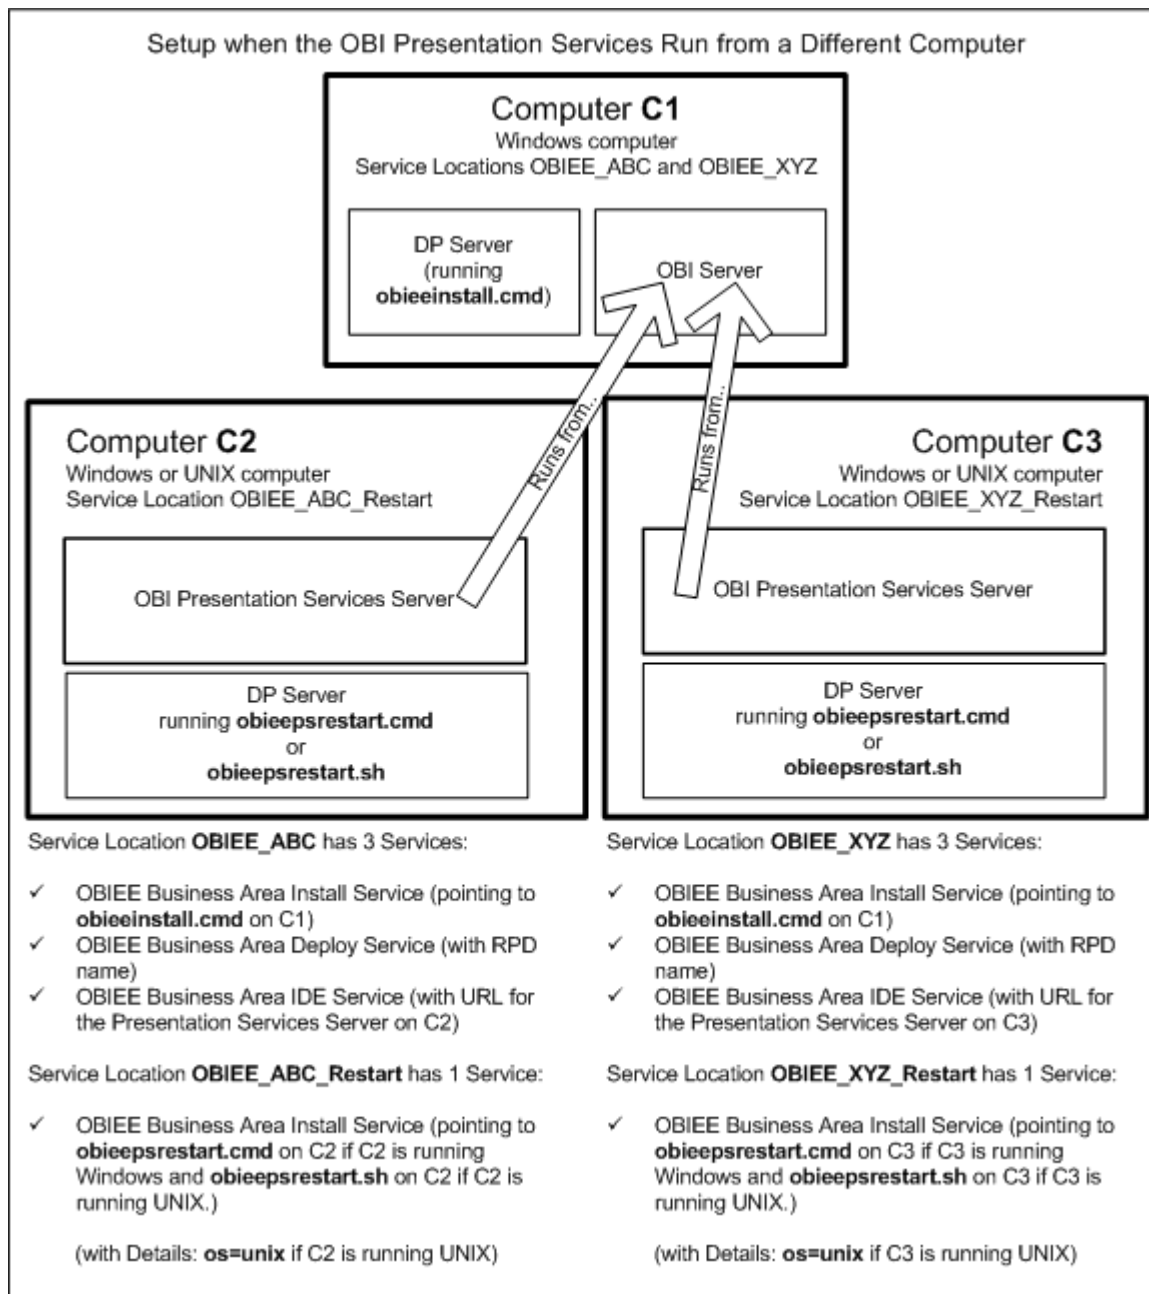 Setup when the OBI Presentation Services Run from a Different Computer
Computer C1
Windows computer
Service Locations OBIEE_ABC and OBIEE_XYZ
DP Server
(running
obieeinstall.cmd)
OBI Server
Runs from..
Runs from..
Computer C2
Windows or UNIX computer
Service Location OBIEE_ABC_Restart
OBI Presentation Services Server
DP Server
running obieepsrestart.cmd
or
obieepsrestart.sh
Computer C3
Windows or UNIX computer
Service Location OBIEE_XYZ_Restart
OBI Presentation Services Server
DP Server
running obieepsrestart.cmd
or
obieepsrestart.sh
Service Location OBIEE_ABC has 3 Services:
✓ OBIEE Business Area Install Service (pointing to
obieeinstall.cmd on C1)
✓ OBIEE Business Area Deploy Service (with RPD
name)
✓ OBIEE Business Area IDE Service (with URL for
the Presentation Services Server on C2)
Service Location OBIEE_ABC_Restart has 1 Service:
✓ OBIEE Business Area Install Service (pointing to
obieepsrestart.cmd on C2 if C2 is running
Windows and obieepsrestart.sh on C2 if C2 is
running UNIX.)
(with Details: os=unix if C2 is running UNIX)
Service Location OBIEE_XYZ has 3 Services:
✓ OBIEE Business Area Install Service (pointing to
obieeinstall.cmd on C1)
✓ OBIEE Business Area Deploy Service (with RPD
name)
✓ OBIEE Business Area IDE Service (with URL for
the Presentation Services Server on C3)
Service Location OBIEE_XYZ_Restart has 1 Service:
✓ OBIEE Business Area Install Service (pointing to
obieepsrestart.cmd on C3 if C3 is running
Windows and obieepsrestart.sh on C3 if C3 is
running UNIX.)
(with Details: os=unix if C3 is running UNIX)